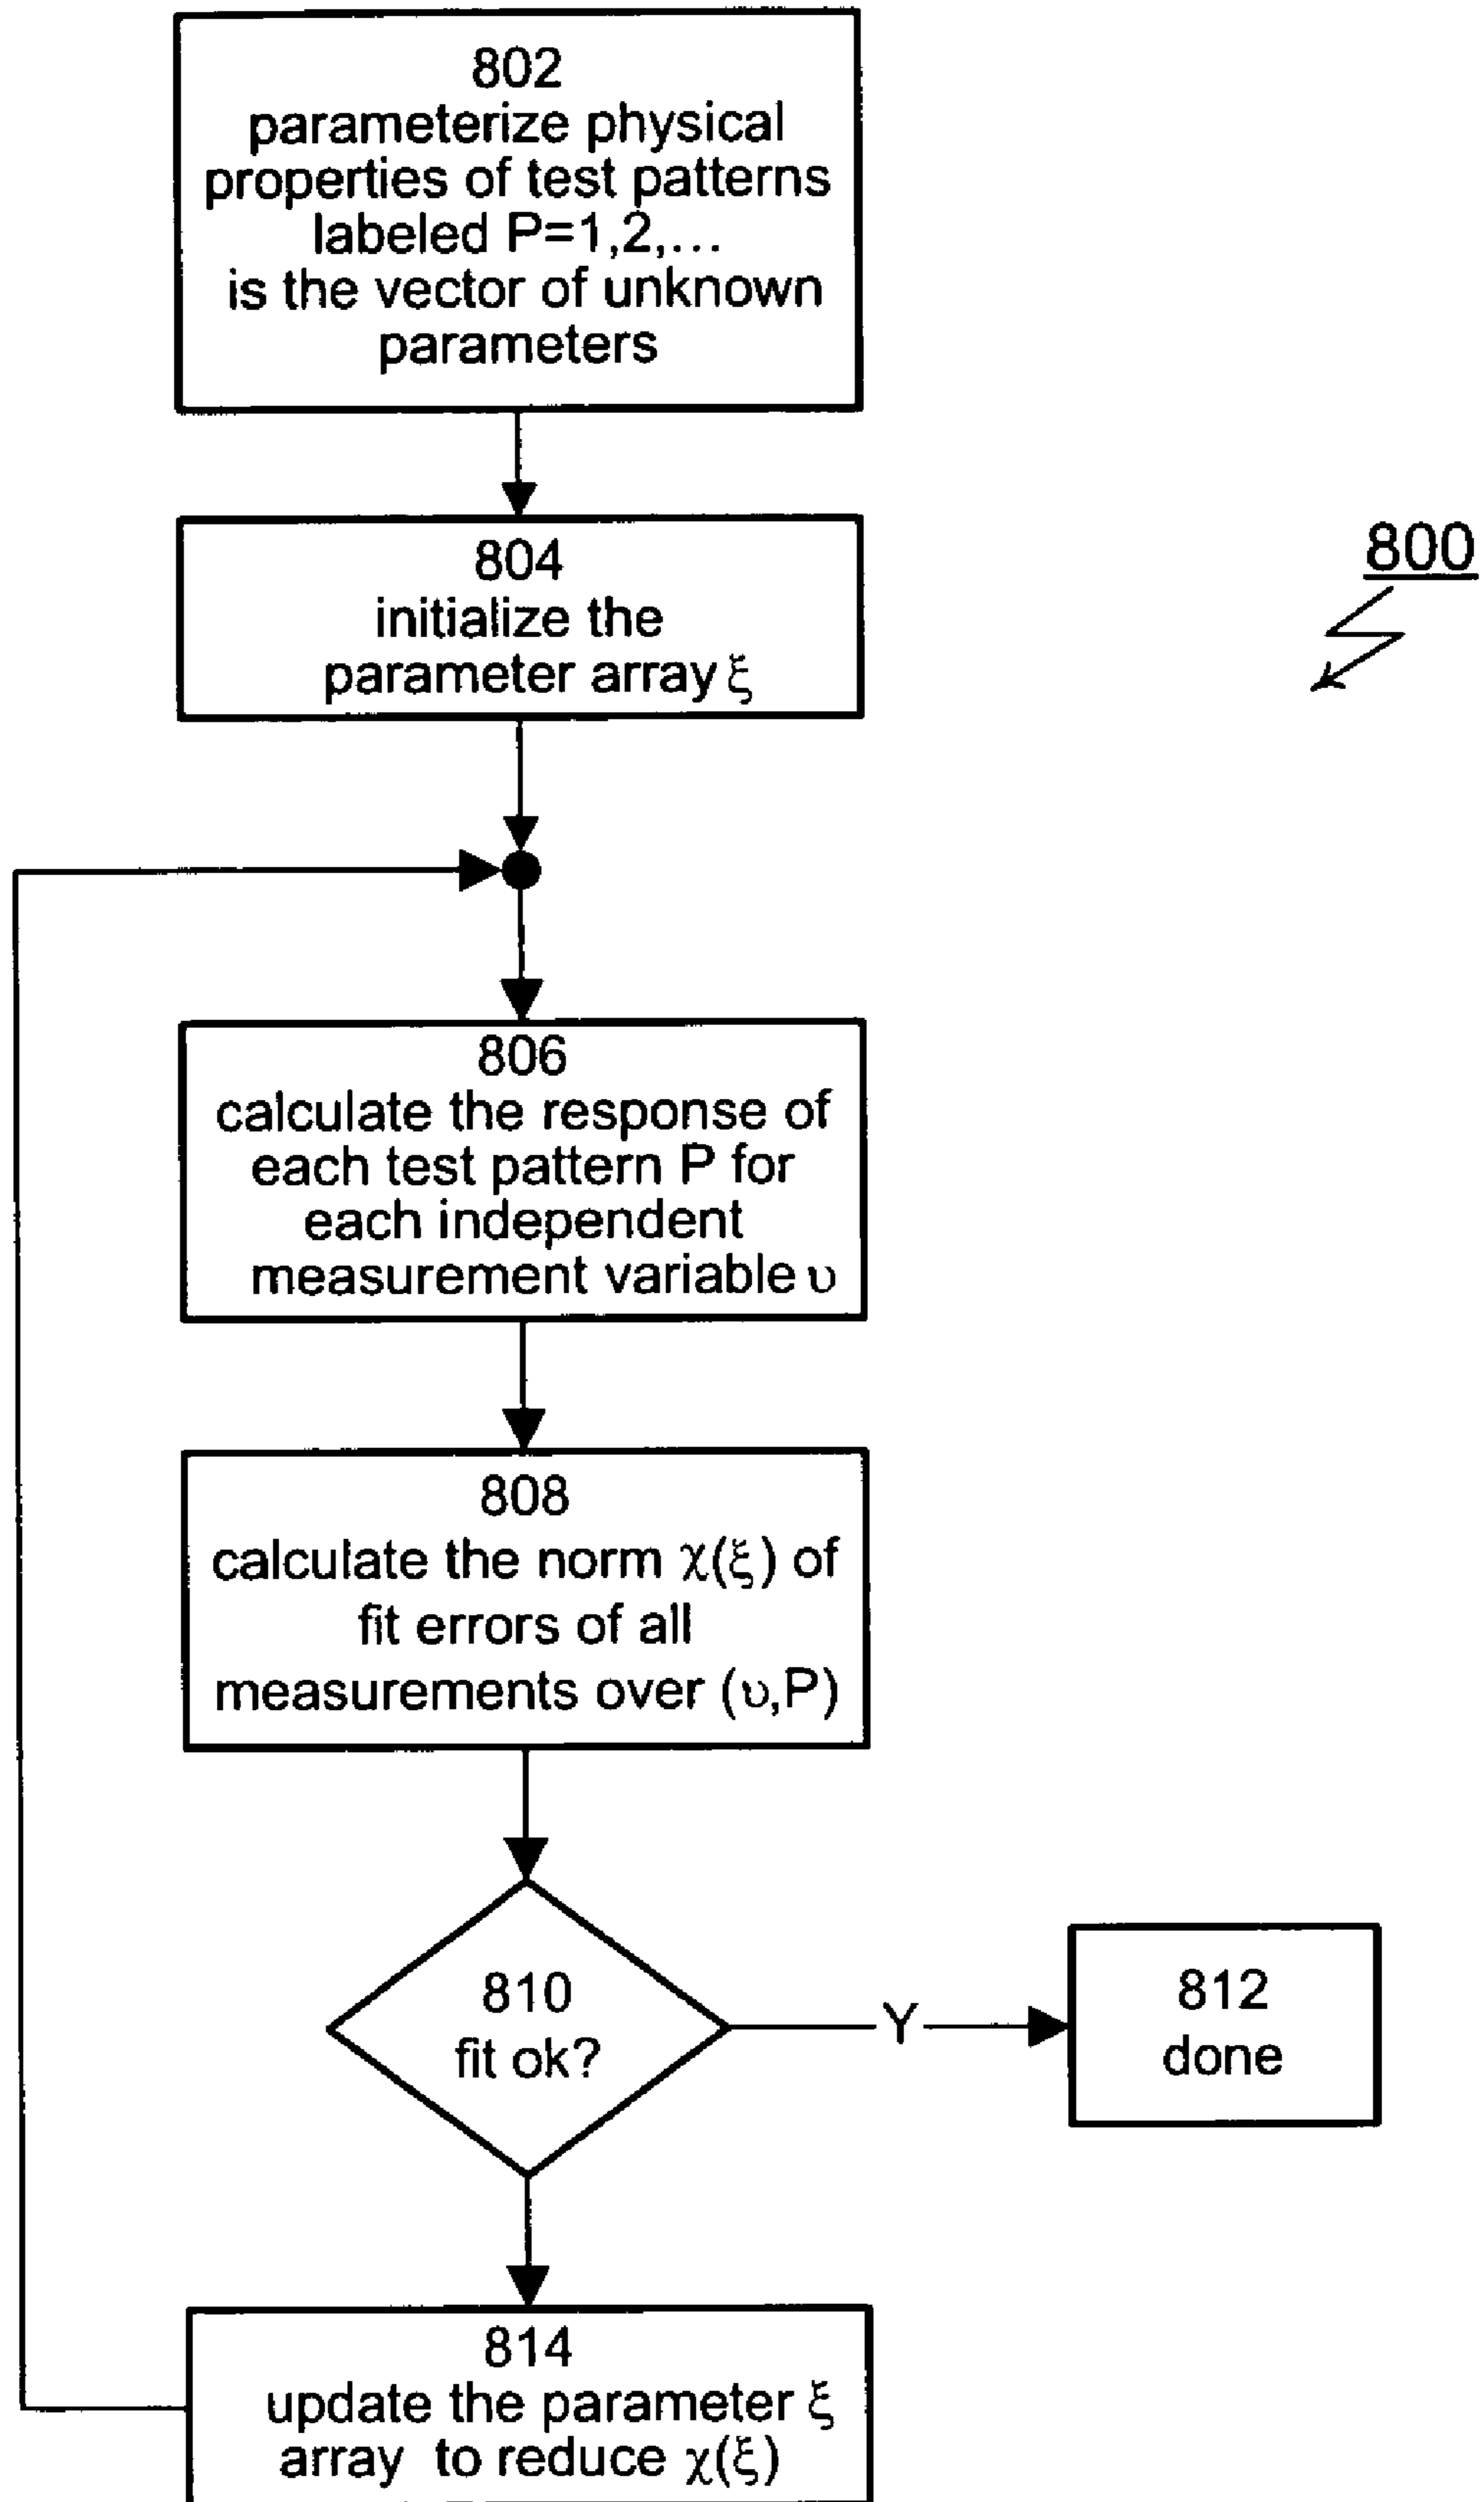 802
parameterize physical
properties of test patterns
labeled P=1,2,...
is the vector of unknown
parameters
804
initialize the
parameter array ξ
800
806
calculate the response of
each test pattern P for
each independent
measurement variable υ
808
calculate the norm χ(ξ) of
fit errors of all
measurements over (υ,P)
810
fit ok?
Y
812
done
814
update the parameter ξ
array to reduce χ(ξ)